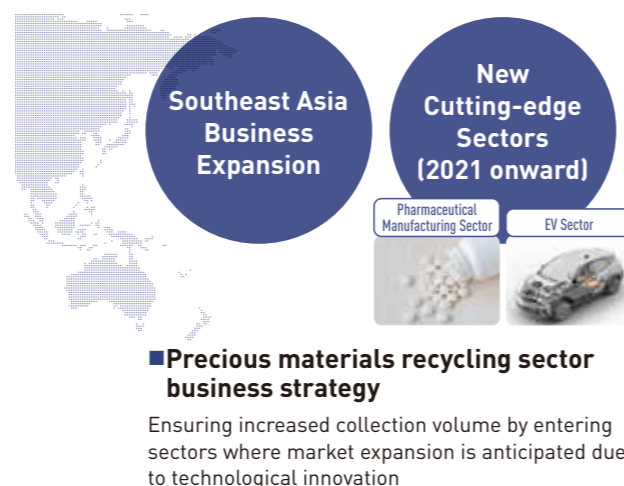 Southeast Asia
Business
Expansion
New
Cutting-edge
Sectors
(2021 onward)
Pharmaceutical
Manufacturing Sector
EV Sector
■Precious materials recycling sector
business strategy
Ensuring increased collection volume by entering
sectors where market expansion is anticipated due
to technological innovation